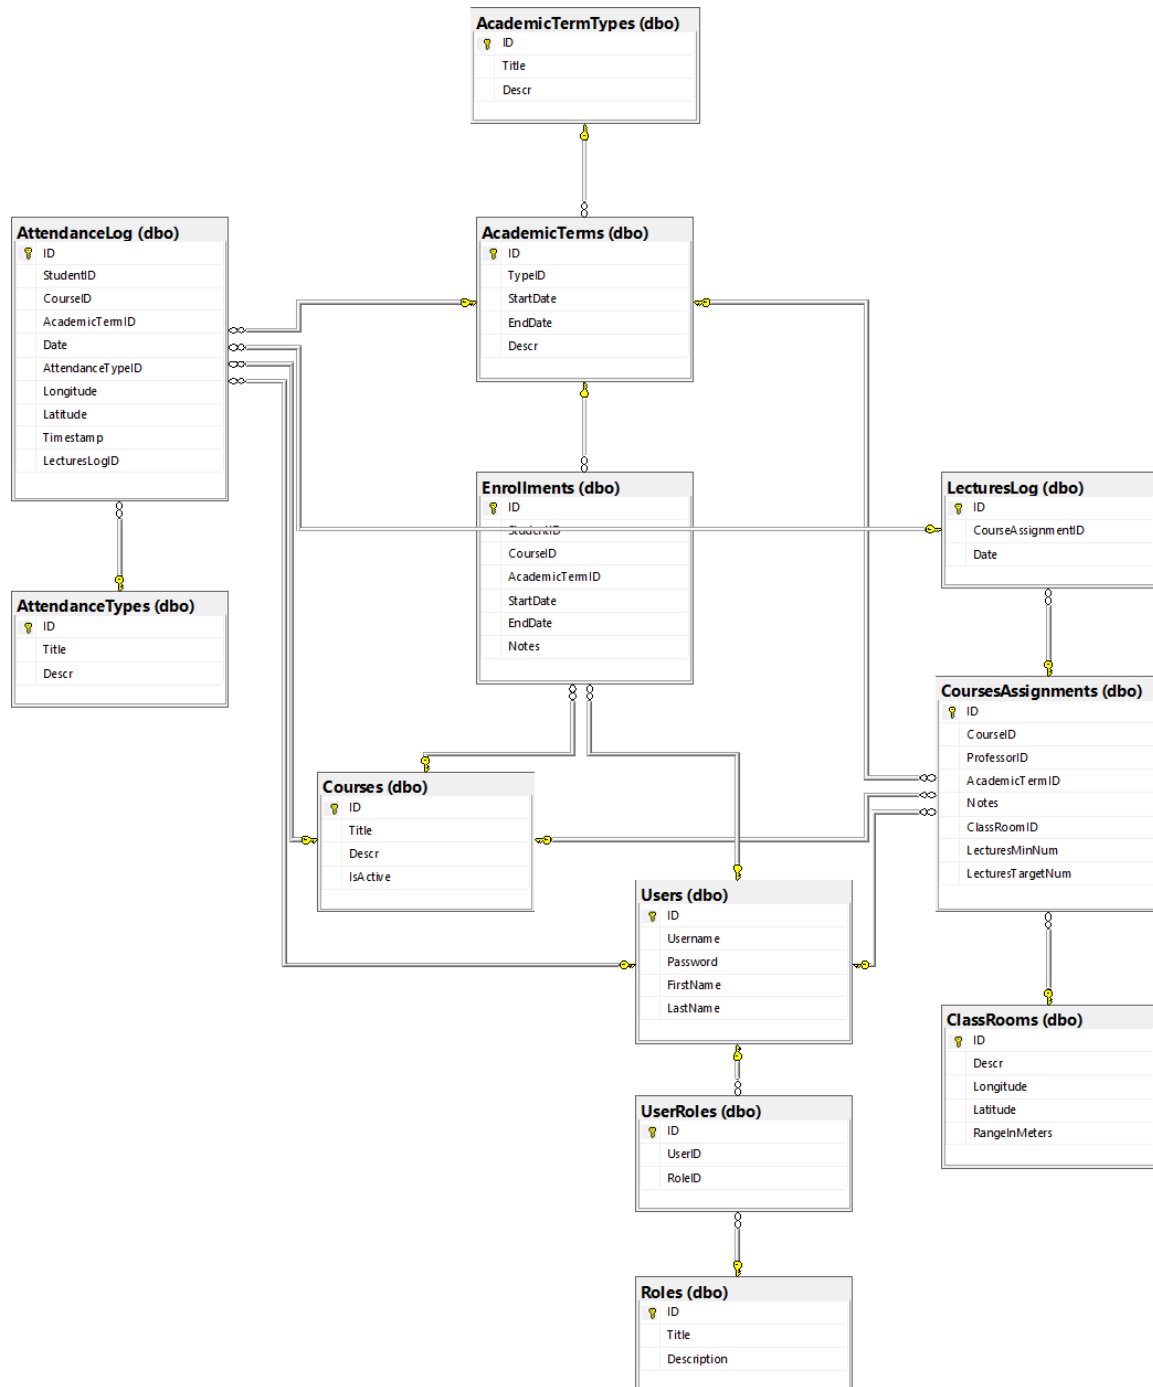 AcademicTermTypes (dbo)
ID
Title
Descr
AttendanceLog (dbo)
ID
StudentID
CourseID
AcademicTermID
Date
AttendanceTypeID
Longitude
Latitude
Timestamp
LecturesLogID
AcademicTerms (dbo)
ID
TypeID
StartDate
EndDate
Descr
Enrollments (dbo)
ID
StudentID
CourseID
AcademicTermID
StartDate
EndDate
Notes
LecturesLog (dbo)
ID
CourseAssignmentID
Date
AttendanceTypes (dbo)
ID
Title
Descr
CoursesAssignments (dbo)
ID
CourseID
ProfessorID
AcademicTermID
Notes
ClassRoomID
LecturesMinNum
LecturesTargetNum
Courses (dbo)
ID
Title
Descr
IsActive
Users (dbo)
ID
Username
Password
FirstName
LastName
ClassRooms (dbo)
ID
Descr
Longitude
Latitude
RangeInMeters
UserRoles (dbo)
ID
UserID
RoleID
Roles (dbo)
ID
Title
Description